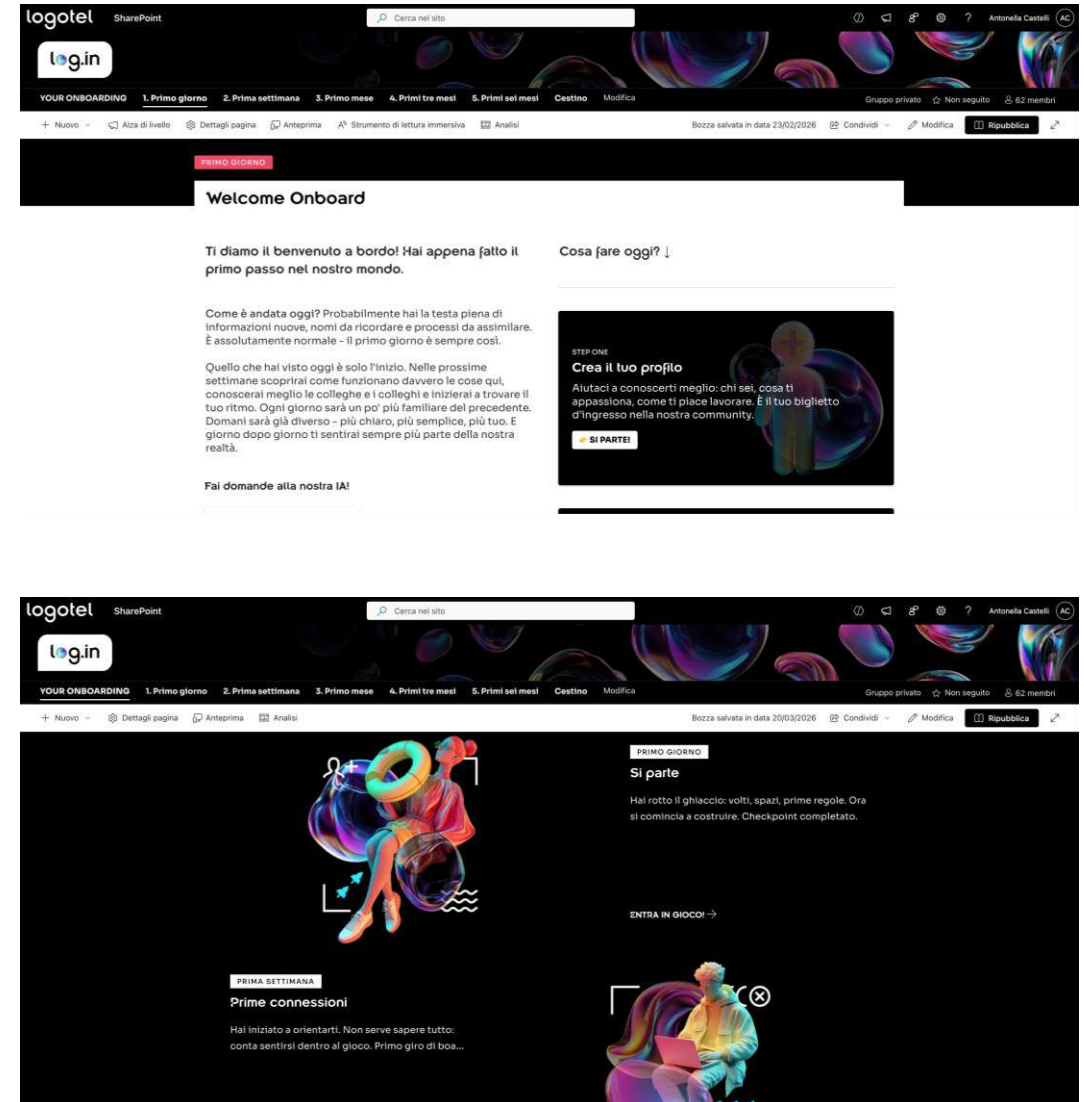 logotel SharePoint Cerca nel sito ? Antonella Castelli AC
log.in
YOUR ONBOARDING 1. Primo giorno 2. Prima settimana 3. Primo mese 4. Primi tre mesi 5. Primi sei mesi Cestino Modifica Gruppo privato Non seguito 62 membri
+ Nuovo Alza di livello Dettagli pagina Anteprima Strumento di lettura immersiva Analisi Bozza salvata in data 23/02/2026 Condividi Modifica Ripubblica
PRIMO GIORNO
Welcome Onboard
Ti diamo il benvenuto a bordo! Hai appena fatto il
primo passo nel nostro mondo.
Come è andata oggi? Probabilmente hai la testa piena di
informazioni nuove, nomi da ricordare e processi da assimilare.
È assolutamente normale - il primo giorno è sempre così.
Quello che hai visto oggi è solo l'inizio. Nelle prossime
settimane scoprirai come funzionano davvero le cose qui,
conoscerai meglio le colleghe e i colleghi e inizierai a trovare il
tuo ritmo. Ogni giorno sarà un po' più familiare del precedente.
Domani sarà già diverso - più chiaro, più semplice, più tuo. E
giorno dopo giorno ti sentirai sempre più parte della nostra
realtà.
Fai domande alla nostra IA!
Cosa fare oggi? ↓
STEP ONE
Crea il tuo profilo
Aiutaci a conoscerti meglio: chi sei, cosa ti
appassiona, come ti piace lavorare. È il tuo biglietto
d'ingresso nella nostra community.
👉 SI PARTE!
logotel SharePoint Cerca nel sito ? Antonella Castelli AC
log.in
YOUR ONBOARDING 1. Primo giorno 2. Prima settimana 3. Primo mese 4. Primi tre mesi 5. Primi sei mesi Cestino Modifica Gruppo privato Non seguito 62 membri
+ Nuovo Dettagli pagina Anteprima Analisi Bozza salvata in data 20/03/2026 Condividi Modifica Ripubblica
PRIMO GIORNO
Si parte
Hai rotto il ghiaccio: volti, spazi, prime regole. Ora
si comincia a costruire. Checkpoint completato.
ENTRA IN GIOCO! →
PRIMA SETTIMANA
Prime connessioni
Hai iniziato a orientarti. Non serve sapere tutto:
conta sentirsi dentro al gioco. Primo giro di boa...